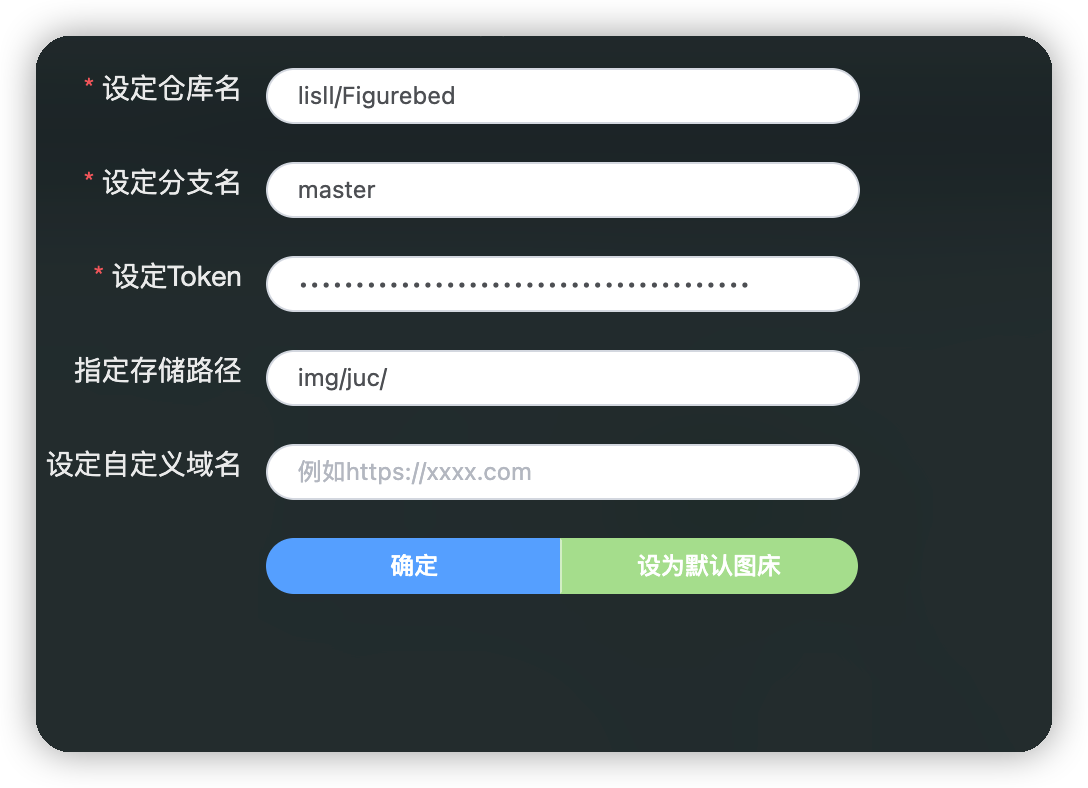 * 设定仓库名 lisll/Figurebed
* 设定分支名 master
* 设定Token ••••••••••••••••••••••••••••••••••••••••
指定存储路径 img/juc/
设定自定义域名 例如https://xxxx.com
确定 设为默认图床